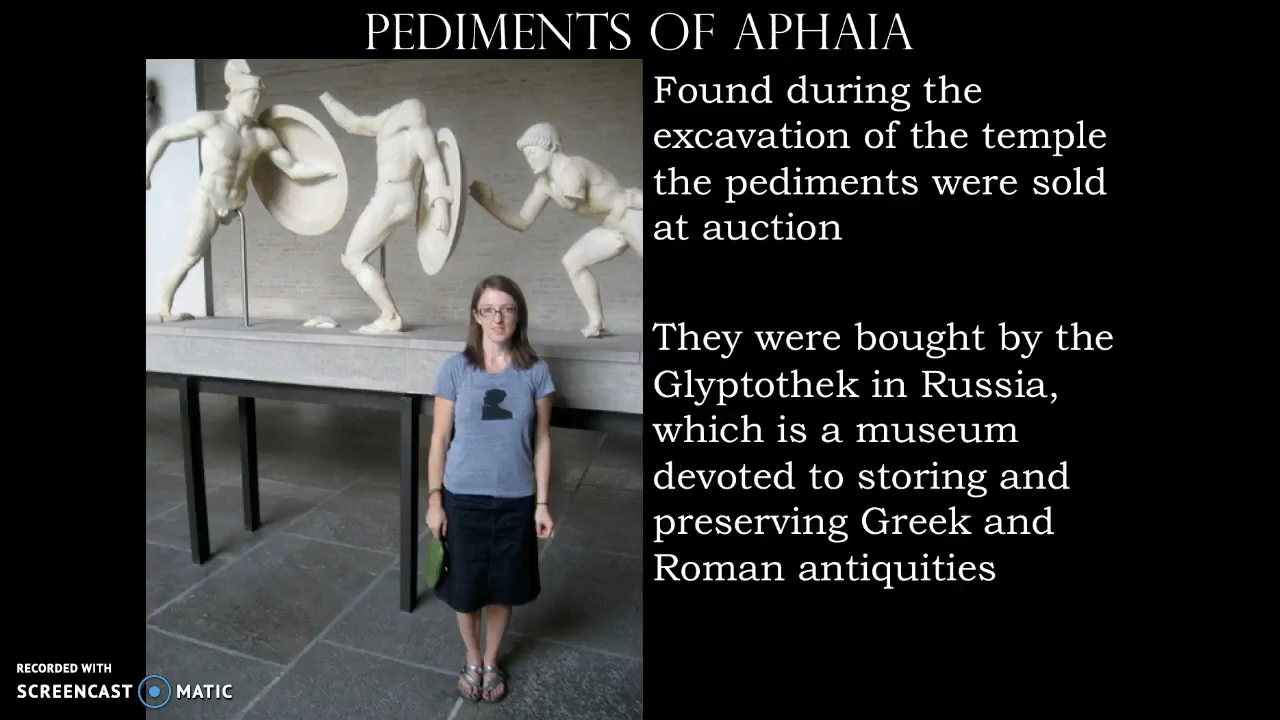 PEDIMENTS OF APHAIA
Found during the
excavation of the temple
the pediments were sold
at auction
They were bought by the
Glyptothek in Russia,
which is a museum
devoted to storing and
preserving Greek and
Roman antiquities
RECORDED WITH
SCREENCAST MATIC